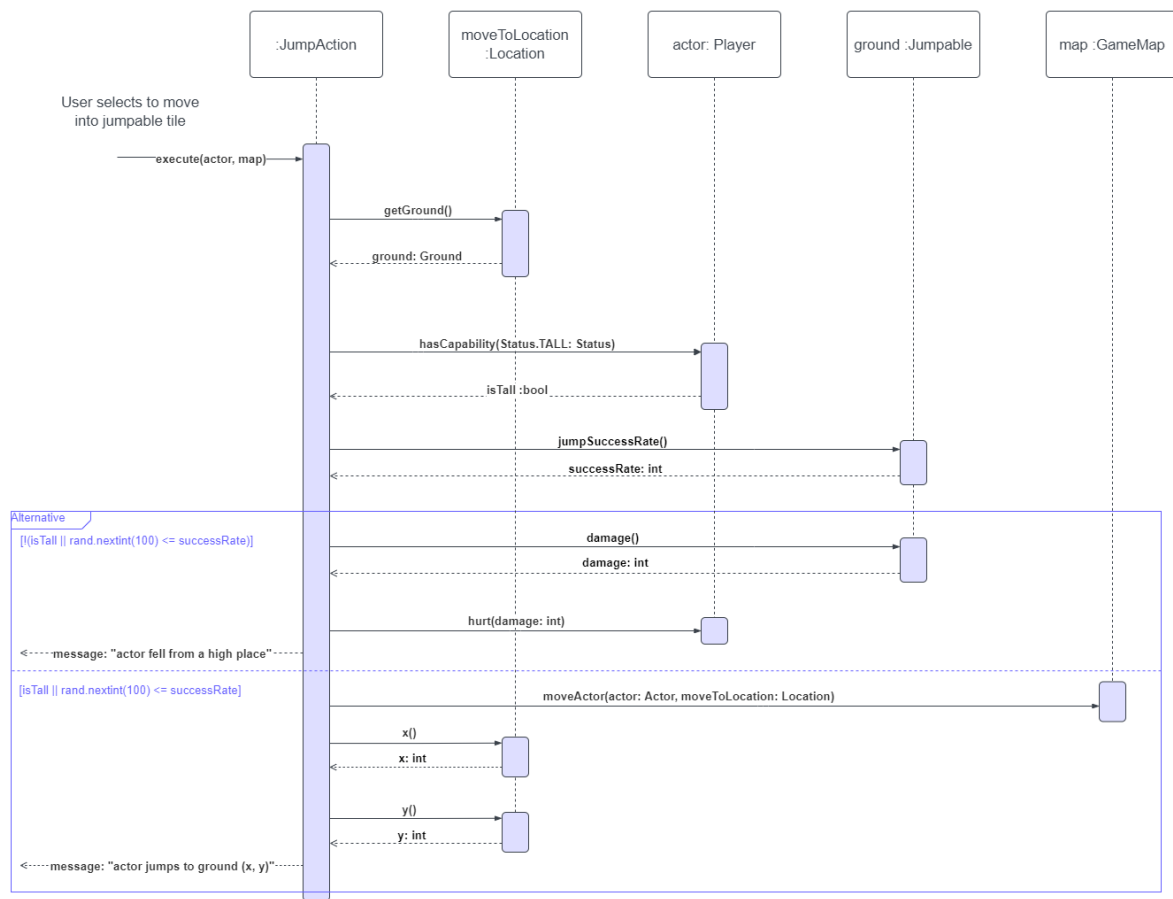 :JumpAction
moveToLocation
:Location
actor: Player
ground :Jumpable
map :GameMap
User selects to move
into jumpable tile
execute(actor, map)
getGround()
ground: Ground
hasCapability(Status.TALL: Status)
isTall :bool
jumpSuccessRate()
successRate: int
Alternative
[!(isTall || rand.nextint(100) <= successRate)]
damage()
damage: int
hurt(damage: int)
message: "actor fell from a high place"
[isTall || rand.nextint(100) <= successRate]
moveActor(actor: Actor, moveToLocation: Location)
x()
x: int
y()
y: int
message: "actor jumps to ground (x, y)"